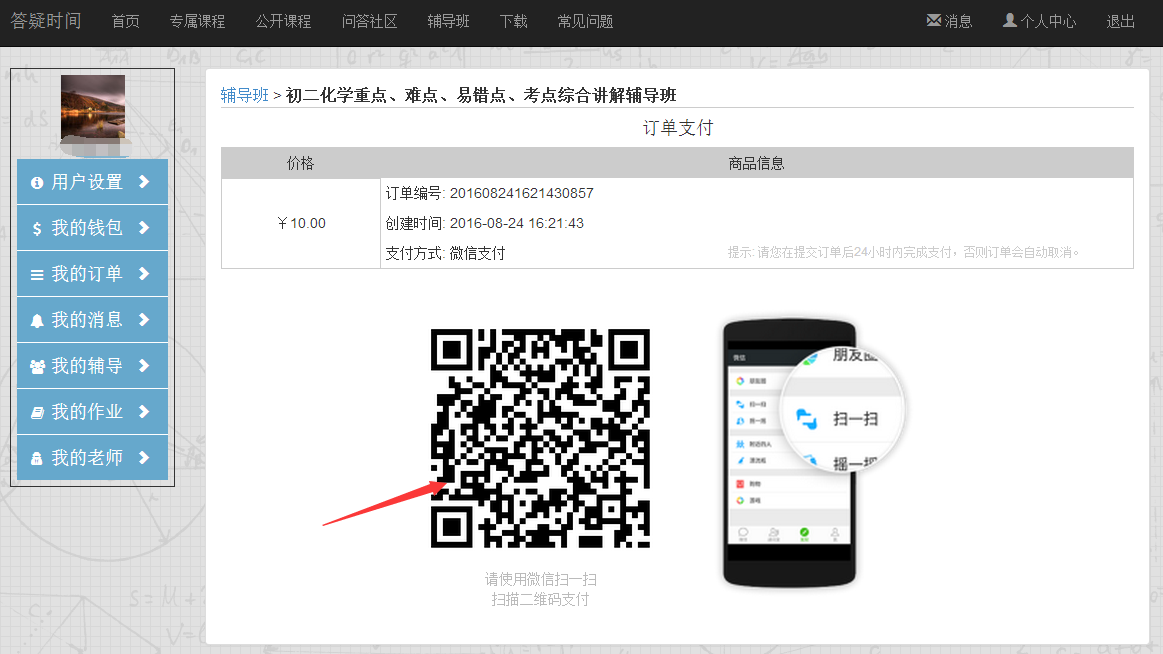 答疑时间 首页 专属课程 公开课程 问答社区 辅导班 下载 常见问题 消息 个人中心 退出
用户设置
我的钱包
我的订单
我的消息
我的辅导
我的作业
我的老师
辅导班 > 初二化学重点、难点、易错点、考点综合讲解辅导班
订单支付
价格 商品信息
￥10.00
订单编号: 201608241621430857
创建时间: 2016-08-24 16:21:43
支付方式: 微信支付
提示: 请您在提交订单后24小时内完成支付，否则订单会自动取消。
请使用微信扫一扫
扫描二维码支付
微信
朋友圈
扫一扫
摇一摇
附近的人
漂流瓶
购物
游戏
朋友圈
扫一扫
摇一摇